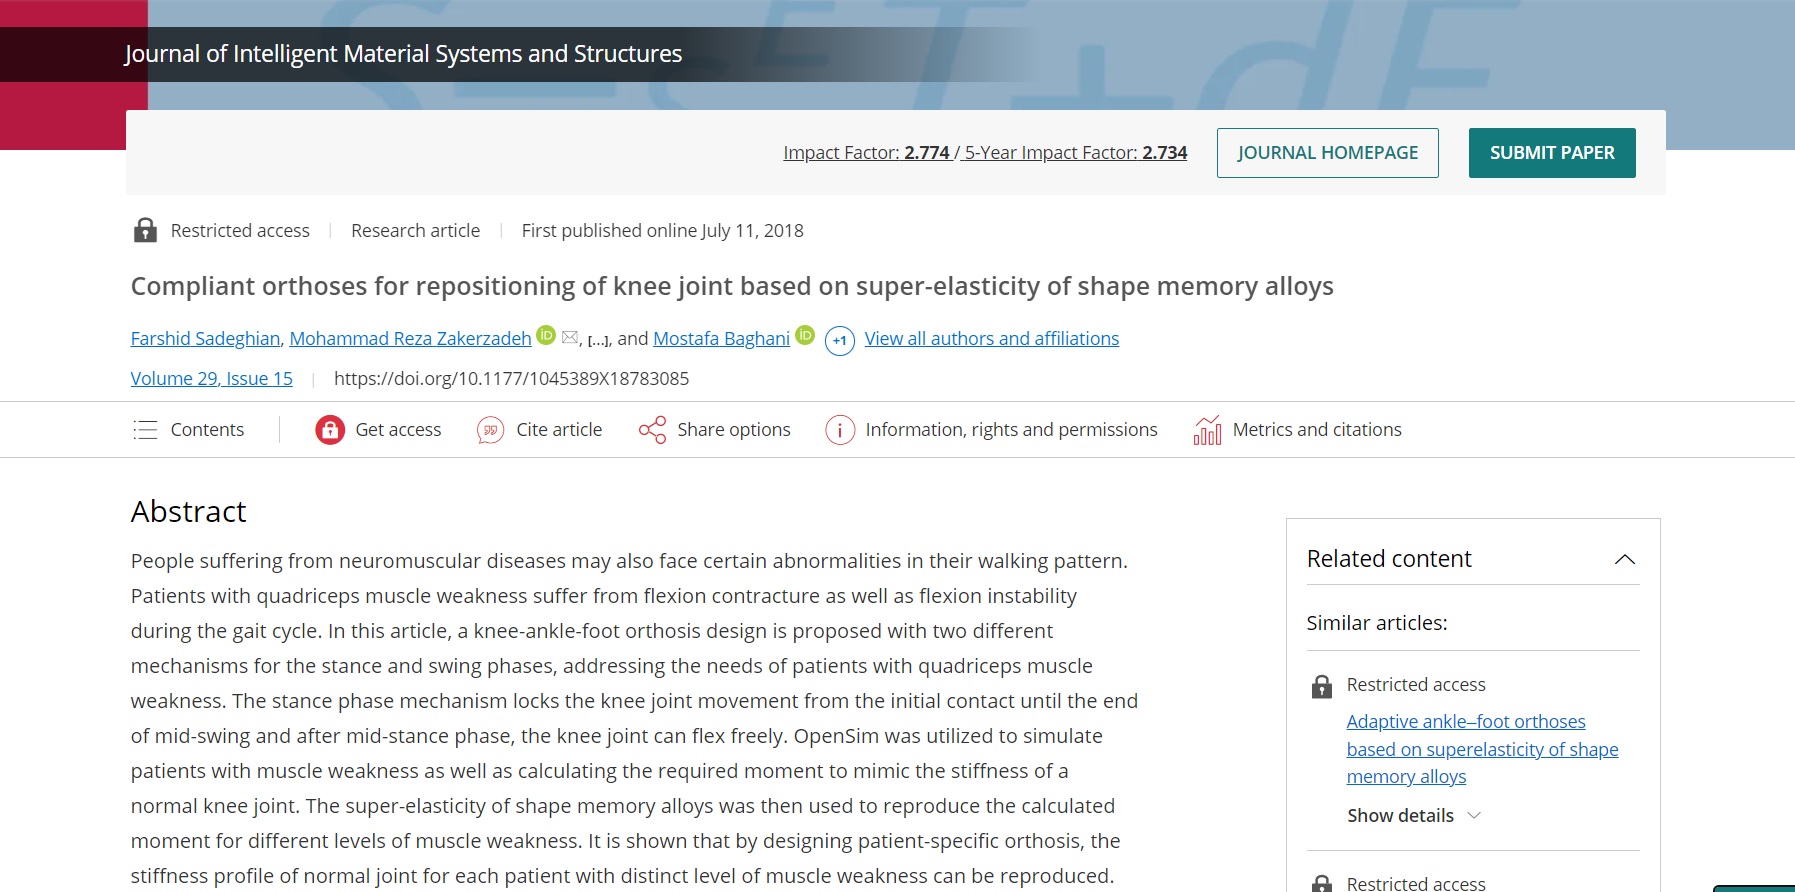 Journal of Intelligent Material Systems and Structures
Impact Factor: 2.774 / 5-Year Impact Factor: 2.734
JOURNAL HOMEPAGE
SUBMIT PAPER
Restricted access
Research article
First published online July 11, 2018
Compliant orthoses for repositioning of knee joint based on super-elasticity of shape memory alloys
Farshid Sadeghian, Mohammad Reza Zakerzadeh iD, [...], and Mostafa Baghani iD +1 View all authors and affiliations
Volume 29, Issue 15
https://doi.org/10.1177/1045389X18783085
Contents
Get access
Cite article
Share options
Information, rights and permissions
Metrics and citations
Abstract
People suffering from neuromuscular diseases may also face certain abnormalities in their walking pattern.
Patients with quadriceps muscle weakness suffer from flexion contracture as well as flexion instability
during the gait cycle. In this article, a knee-ankle-foot orthosis design is proposed with two different
mechanisms for the stance and swing phases, addressing the needs of patients with quadriceps muscle
weakness. The stance phase mechanism locks the knee joint movement from the initial contact until the end
of mid-swing and after mid-stance phase, the knee joint can flex freely. OpenSim was utilized to simulate
patients with muscle weakness as well as calculating the required moment to mimic the stiffness of a
normal knee joint. The super-elasticity of shape memory alloys was then used to reproduce the calculated
moment for different levels of muscle weakness. It is shown that by designing patient-specific orthosis, the
stiffness profile of normal joint for each patient with distinct level of muscle weakness can be reproduced.
Related content
Similar articles:
Restricted access
Adaptive ankle–foot orthoses
based on superelasticity of shape
memory alloys
Show details
Restricted access